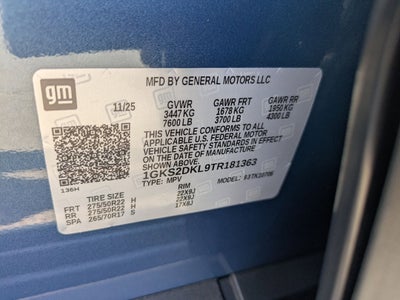 gm
MFD BY GENERAL MOTORS LLC
11/25 GVWR GAWR FRT GAWR RR
3447 KG 1678 KG 1950 KG
7600 LB 3700 LB 4300 LB
THIS VEHICLE CONFORMS TO ALL
APPLICABLE U.S. FEDERAL MOTOR
VEHICLE SAFETY STANDARDS IN EFFECT
ON THE DATE OF MANUFACTURE SHOWN ABOVE.
1GKS2DKL9TR181363
TYPE: MPV MODEL:
136H
TIRE SIZE RIM
FRT 275/50R22 H 22X9J
RR 275/50R22 H 22X9J
SPA 265/70R17 S 17X8J